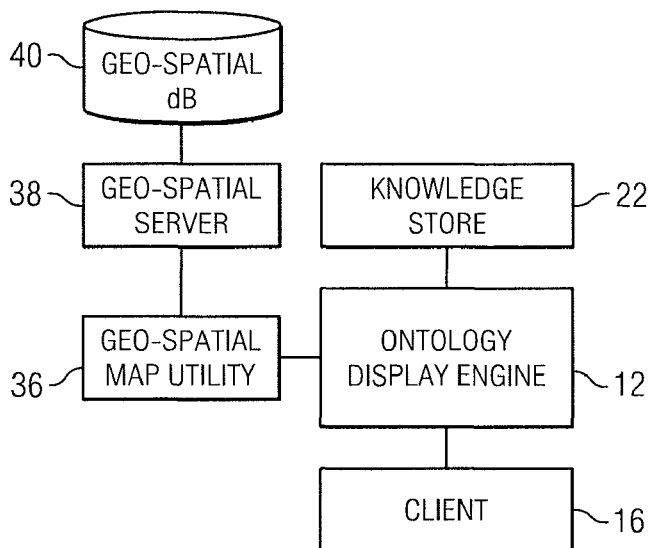 40
GEO-SPATIAL
dB
38
GEO-SPATIAL
SERVER
KNOWLEDGE
STORE
22
36
GEO-SPATIAL
MAP UTILITY
ONTOLOGY
DISPLAY ENGINE
12
CLIENT
16